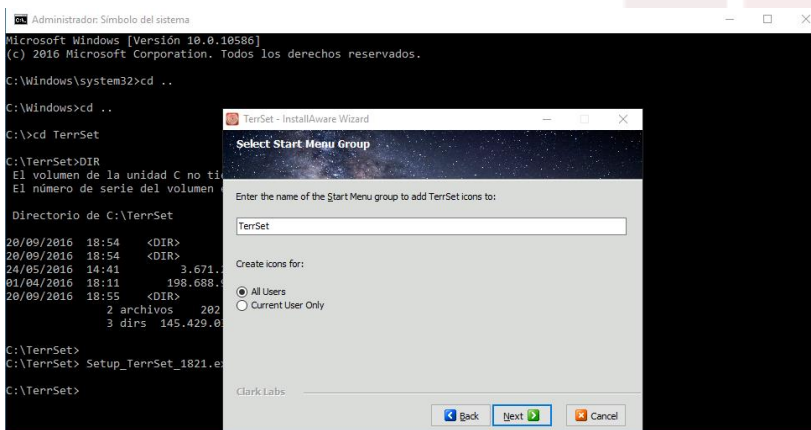 Administrador: Símbolo del sistema
Microsoft Windows [Versión 10.0.10586]
(c) 2016 Microsoft Corporation. Todos los derechos reservados.
C:\Windows\system32>cd ..
C:\Windows>cd ..
C:\>cd TerrSet
C:\TerrSet>DIR
El volumen de la unidad C no
El número de serie del volumen
Directorio de C:\TerrSet
20/09/2016 18:54 <DIR>
20/09/2016 18:54 <DIR>
24/05/2016 14:41 3.671.
01/04/2016 18:11 198.688.
20/09/2016 18:55 <DIR>
2 archivos 202
3 dirs 145.429.0
C:\TerrSet>
C:\TerrSet> Setup_TerrSet_1821.e
C:\TerrSet>
TerrSet - InstallAware Wizard
Select Start Menu Group
Enter the name of the Start Menu group to add TerrSet icons to:
TerrSet
Create icons for:
All Users
Current User Only
Clark Labs
Back Next Cancel